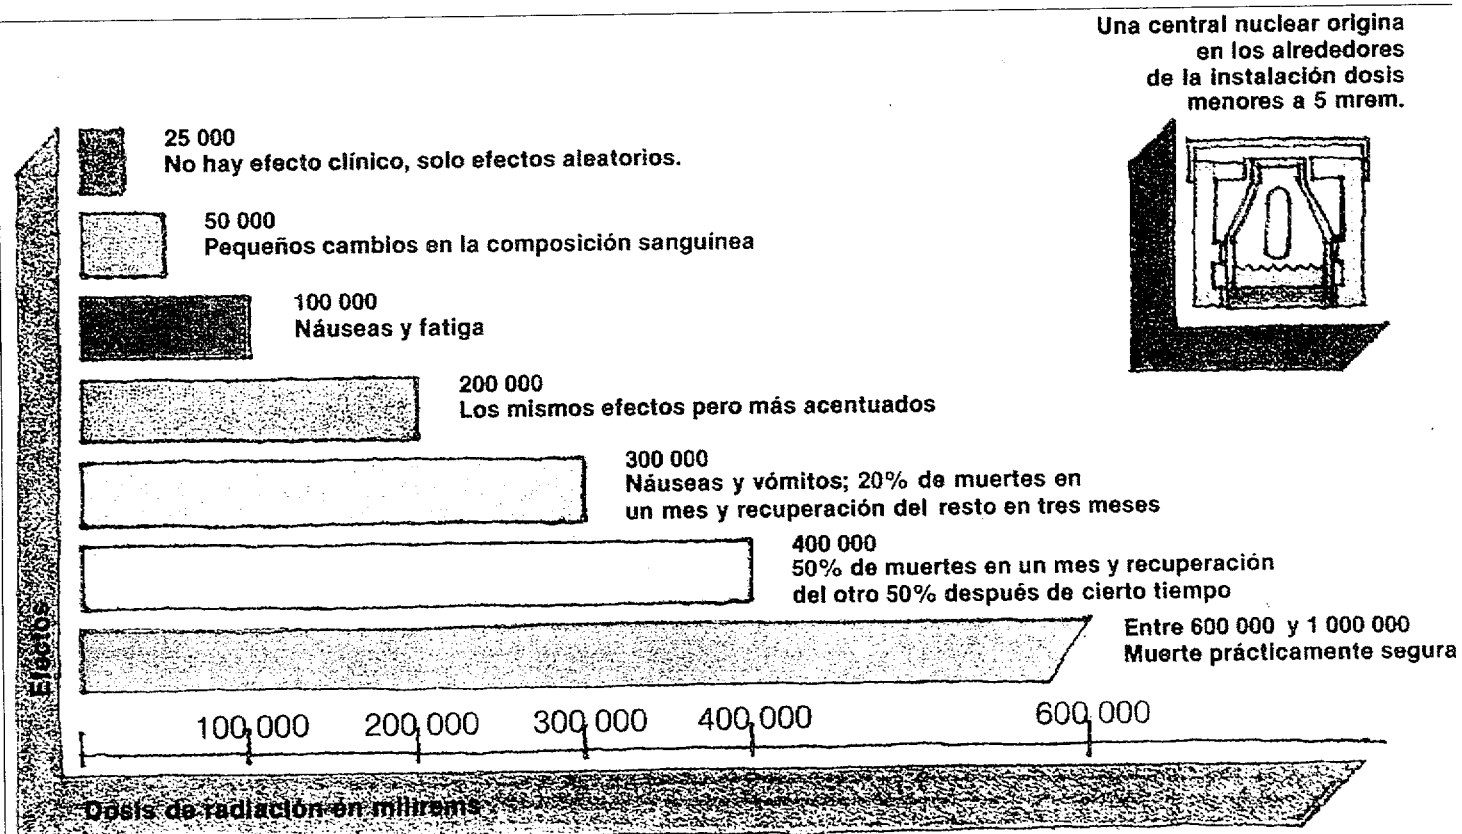 Una central nuclear origina
en los alrededores
de la instalación dosis
menores a 5 mrem.
25 000
No hay efecto clínico, solo efectos aleatorios.
50 000
Pequeños cambios en la composición sanguínea
100 000
Náuseas y fatiga
200 000
Los mismos efectos pero más acentuados
300 000
Náuseas y vómitos; 20% de muertes en
un mes y recuperación del resto en tres meses
400 000
50% de muertes en un mes y recuperación
del otro 50% después de cierto tiempo
Entre 600 000 y 1 000 000
Muerte prácticamente segura
Efectos
100,000 200,000 300,000 400,000 600,000
Dosis de radiación en milirems